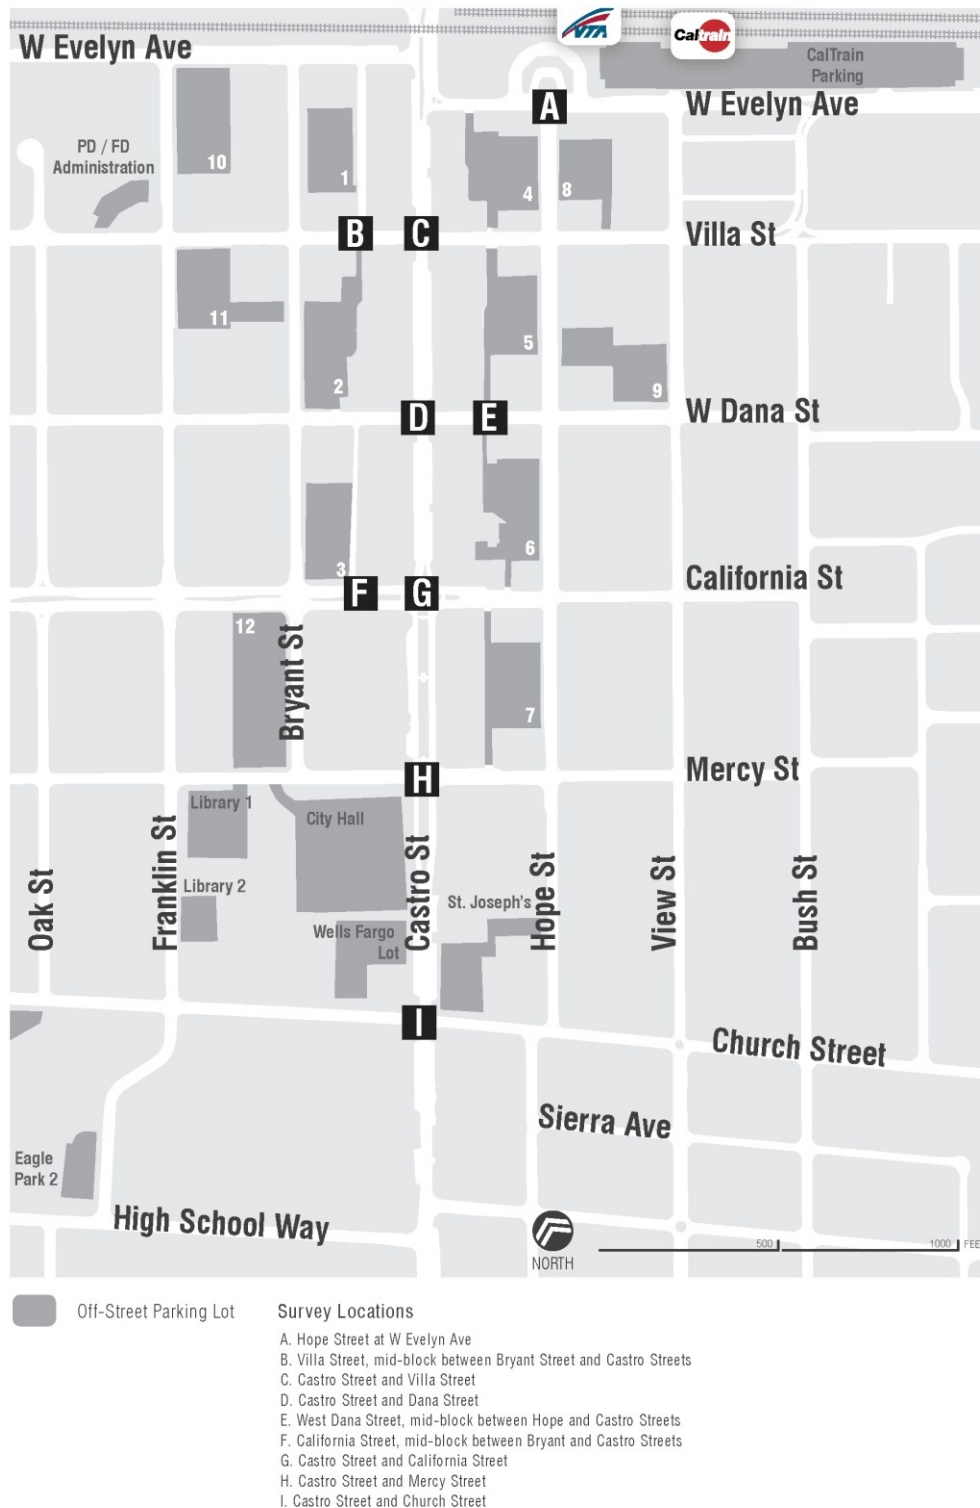 VTA
Caltrain
W Evelyn Ave
CalTrain
Parking
W Evelyn Ave
PD / FD
Administration
10
1
4
8
B
C
A
Villa St
11
2
5
9
D
E
W Dana St
3
6
F
G
California St
12
Bryant St
7
H
Mercy St
Library 1
City Hall
Library 2
St. Joseph's
Wells Fargo
Lot
Oak St
Franklin St
Castro St
Hope St
View St
Bush St
I
Church Street
Sierra Ave
Eagle
Park 2
High School Way
NORTH
500
1000 FEE
Off-Street Parking Lot
Survey Locations
A. Hope Street at W Evelyn Ave
B. Villa Street, mid-block between Bryant Street and Castro Streets
C. Castro Street and Villa Street
D. Castro Street and Dana Street
E. West Dana Street, mid-block between Hope and Castro Streets
F. California Street, mid-block between Bryant and Castro Streets
G. Castro Street and California Street
H. Castro Street and Mercy Street
I. Castro Street and Church Street